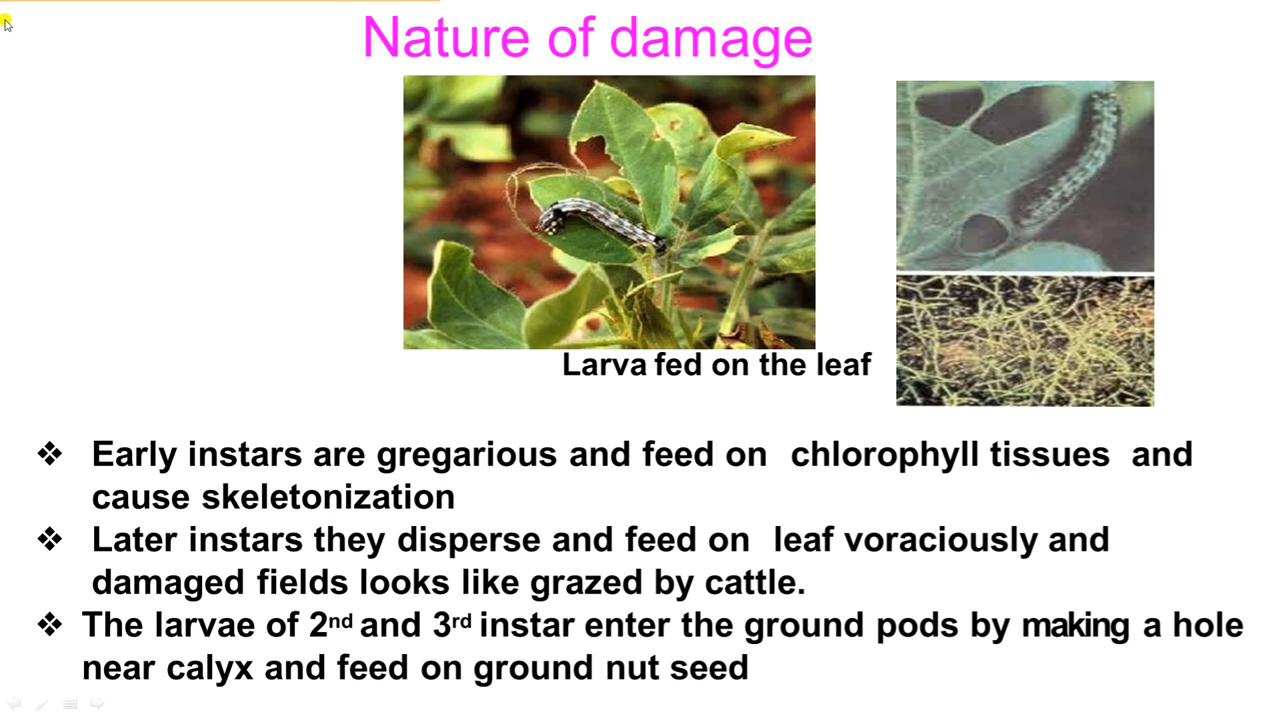 Nature of damage
Larva fed on the leaf
❖ Early instars are gregarious and feed on chlorophyll tissues and
cause skeletonization
❖ Later instars they disperse and feed on leaf voraciously and
damaged fields looks like grazed by cattle.
❖ The larvae of 2nd and 3rd instar enter the ground pods by making a hole
near calyx and feed on ground nut seed